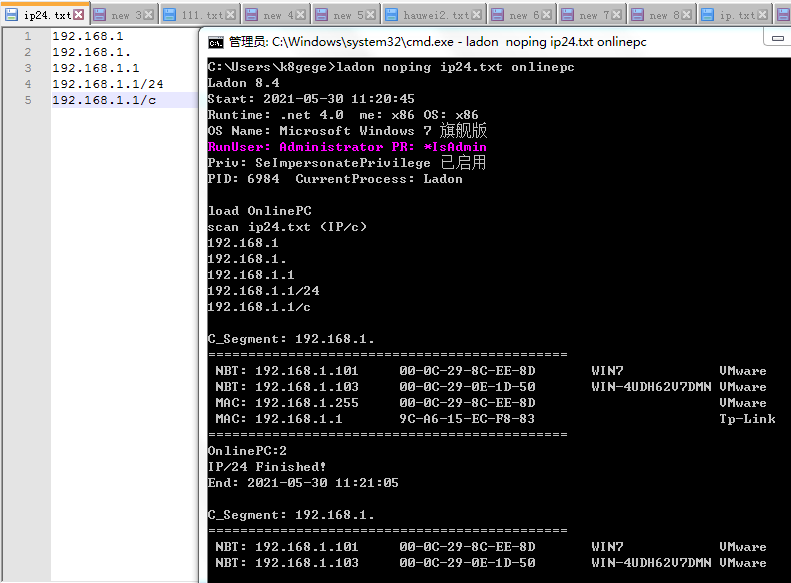 ip24.txt new 3 111.txt new 4 new 5 hauwei2.txt new 6 new 7 new 8 ip.txt
1 192.168.1
2 192.168.1.
3 192.168.1.1
4 192.168.1.1/24
5 192.168.1.1/c
管理员: C:\Windows\system32\cmd.exe - ladon  noping ip24.txt onlinepc
C:\Users\k8gege>ladon noping ip24.txt onlinepc
Ladon 8.4
Start: 2021-05-30 11:20:45
Runtime: .net 4.0  me: x86 OS: x86
OS Name: Microsoft Windows 7 旗舰版
RunUser: Administrator PR: *IsAdmin
Priv: SeImpersonatePrivilege 已启用
PID: 6984  CurrentProcess: Ladon
load OnlinePC
scan ip24.txt (IP/c)
192.168.1
192.168.1.
192.168.1.1
192.168.1.1/24
192.168.1.1/c
C_Segment: 192.168.1.
=============================================
NBT: 192.168.1.101 00-0C-29-8C-EE-8D WIN7 VMware
NBT: 192.168.1.103 00-0C-29-0E-1D-50 WIN-4UDH62V7DMN VMware
MAC: 192.168.1.255 00-0C-29-8C-EE-8D VMware
MAC: 192.168.1.1 9C-A6-15-EC-F8-83 Tp-Link
=============================================
OnlinePC:2
IP/24 Finished!
End: 2021-05-30 11:21:05
C_Segment: 192.168.1.
=============================================
NBT: 192.168.1.101 00-0C-29-8C-EE-8D WIN7 VMware
NBT: 192.168.1.103 00-0C-29-0E-1D-50 WIN-4UDH62V7DMN VMware